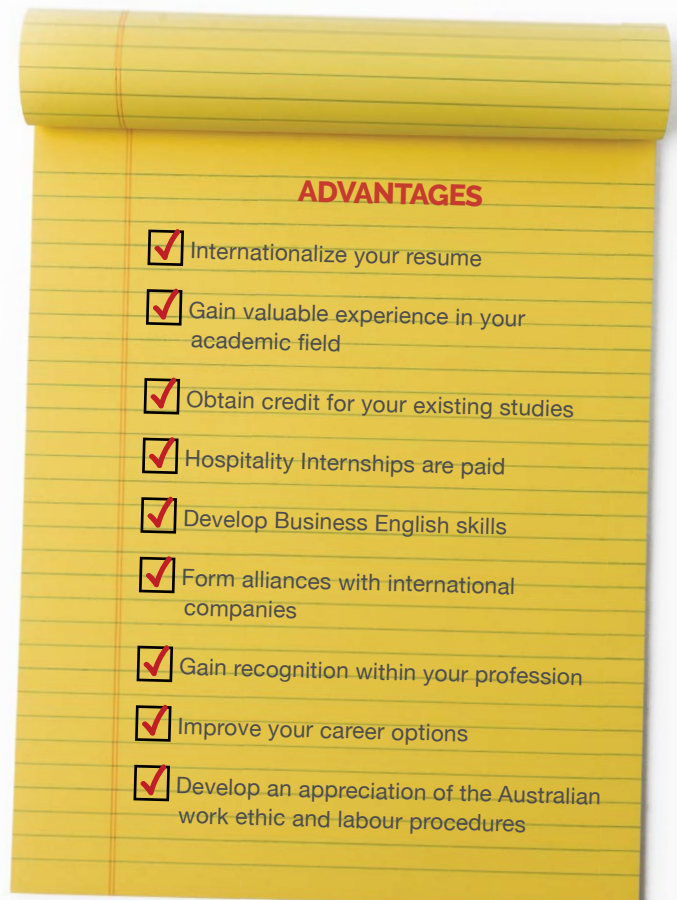 ADVANTAGES
Internationalize your resume
Gain valuable experience in your
academic field
Obtain credit for your existing studies
Hospitality Internships are paid
Develop Business English skills
Form alliances with international
companies
Gain recognition within your profession
Improve your career options
Develop an appreciation of the Australian
work ethic and labour procedures